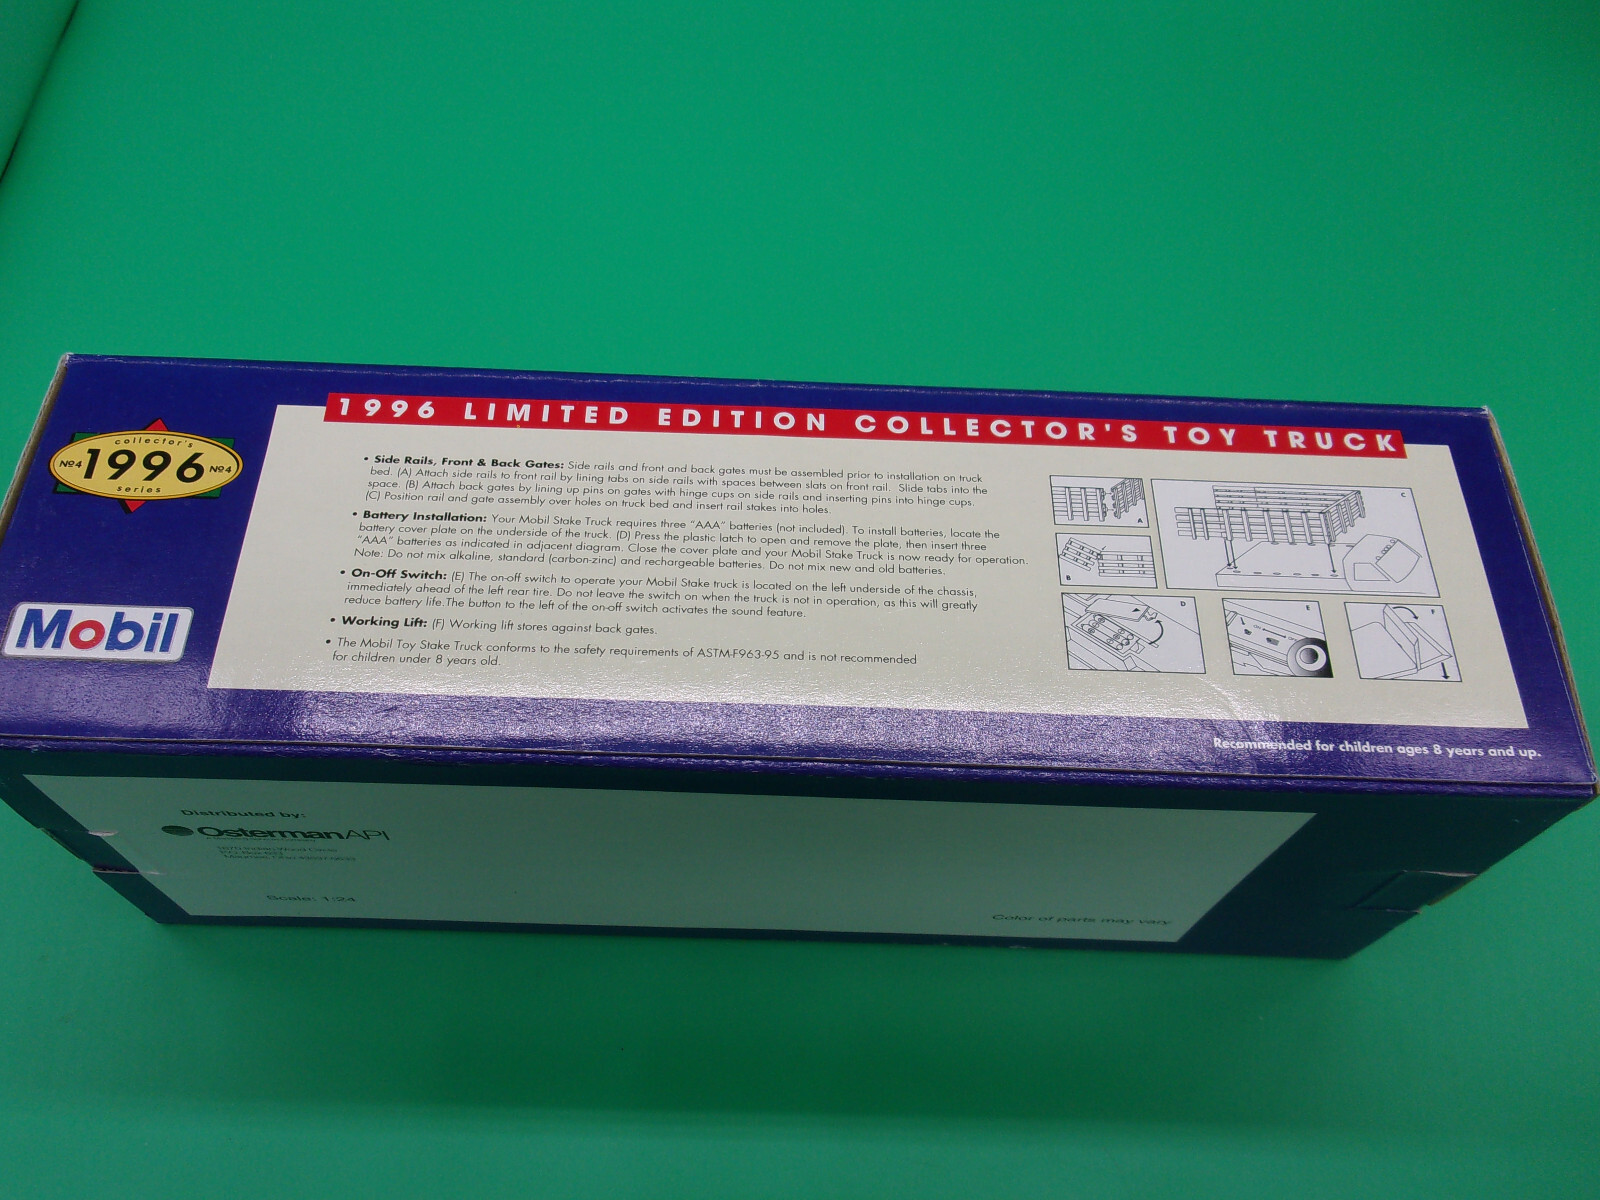 1996 LIMITED EDITION COLLECTOR'S TOY TRUCK
collector's
Nº4 1996 Nº4
series
Mobil
• Side Rails, Front & Back Gates: Side rails and front and back gates must be assembled prior to installation on truck
bed. (A) Attach side rails to front rail by lining tabs on side rails with spaces between slats on front rail. Slide tabs into the
space. (B) Attach back gates by lining up pins on gates with hinge cups on side rails and inserting pins into hinge cups.
(C) Position rail and gate assembly over holes on truck bed and insert rail stakes into holes.
• Battery Installation: Your Mobil Stake Truck requires three "AAA" batteries (not included). To install batteries, locate the
battery cover plate on the underside of the truck. (D) Press the plastic latch to open and remove the plate, then insert three
"AAA" batteries as indicated in adjacent diagram. Close the cover plate and your Mobil Stake Truck is now ready for operation.
Note: Do not mix alkaline, standard (carbon-zinc) and rechargeable batteries. Do not mix new and old batteries.
• On-Off Switch: (E) The on-off switch to operate your Mobil Stake truck is located on the left underside of the chassis,
immediately ahead of the left rear tire. Do not leave the switch on when the truck is not in operation, as this will greatly
reduce battery life.The button to the left of the on-off switch activates the sound feature.
• Working Lift: (F) Working lift stores against back gates.
• The Mobil Toy Stake Truck conforms to the safety requirements of ASTM-F963-95 and is not recommended
for children under 8 years old.
A
B
C
D
E
F
Recommended for children ages 8 years and up.
Distributed by:
OstermanAPI
Scale: 1:24
Color of parts may vary